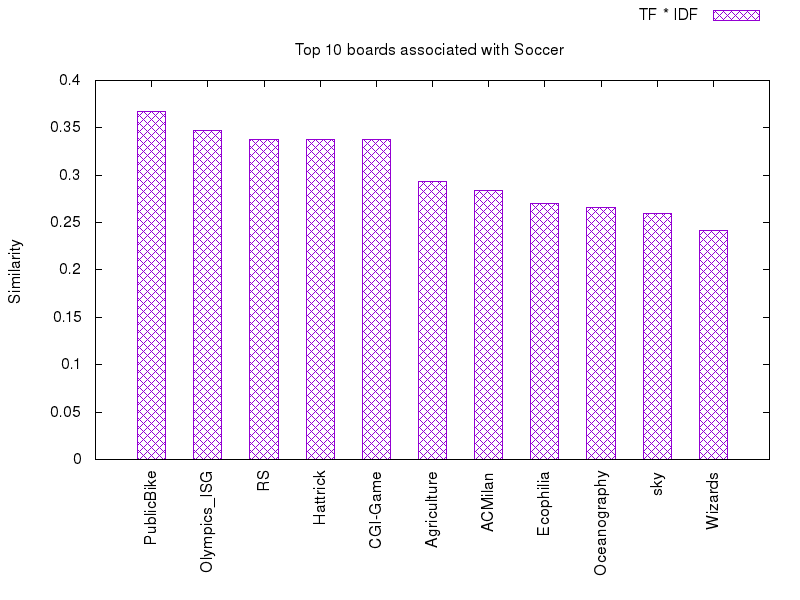 TF * IDF
Top 10 boards associated with Soccer
0.4
0.35
0.3
0.25
0.2
0.15
0.1
0.05
0
Similarity
PublicBike
Olympics_ISG
RS
Hattrick
CGI-Game
Agriculture
ACMilan
Ecophilia
Oceanography
sky
Wizards